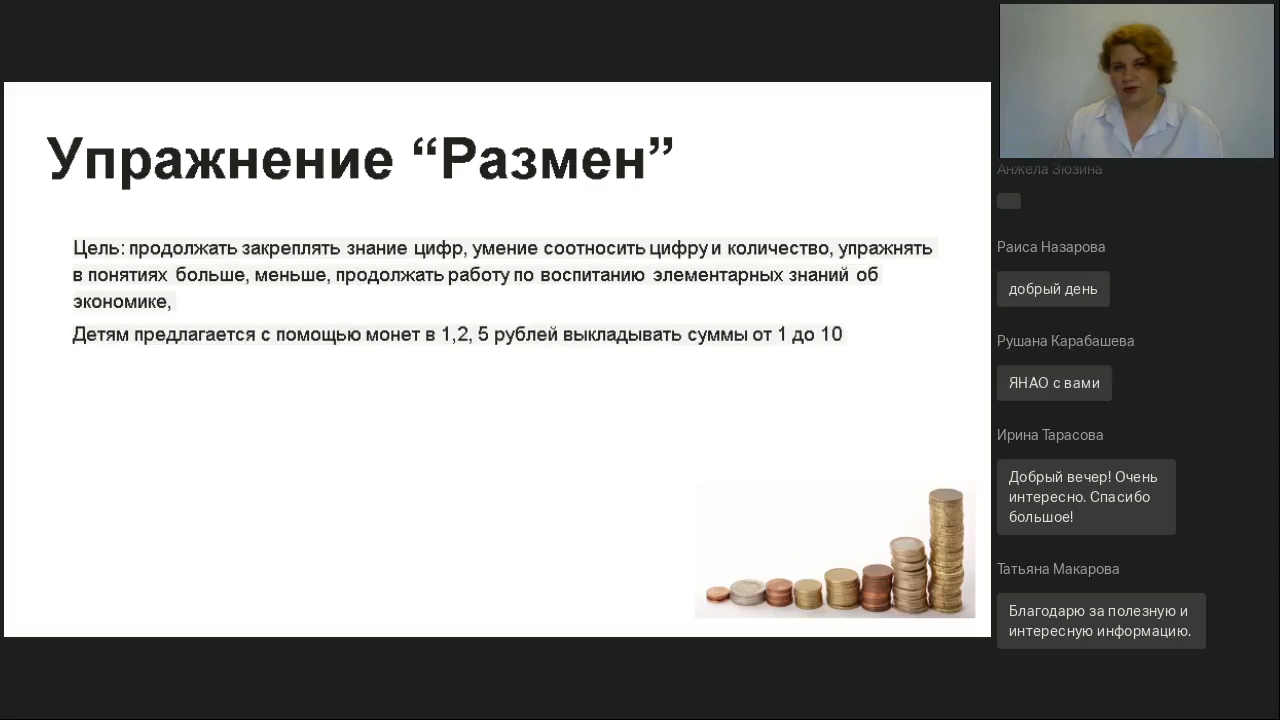 Упражнение “Размен”
Цель: продолжать закреплять знание цифр, умение соотносить цифру и количество, упражнять
в понятиях больше, меньше, продолжать работу по воспитанию элементарных знаний об
экономике,
Детям предлагается с помощью монет в 1,2, 5 рублей выкладывать суммы от 1 до 10
Анжела Зюзина
Раиса Назарова
добрый день
Рушана Карабашева
ЯНАО с вами
Ирина Тарасова
Добрый вечер! Очень
интересно. Спасибо
большое!
Татьяна Макарова
Благодарю за полезную и
интересную информацию.